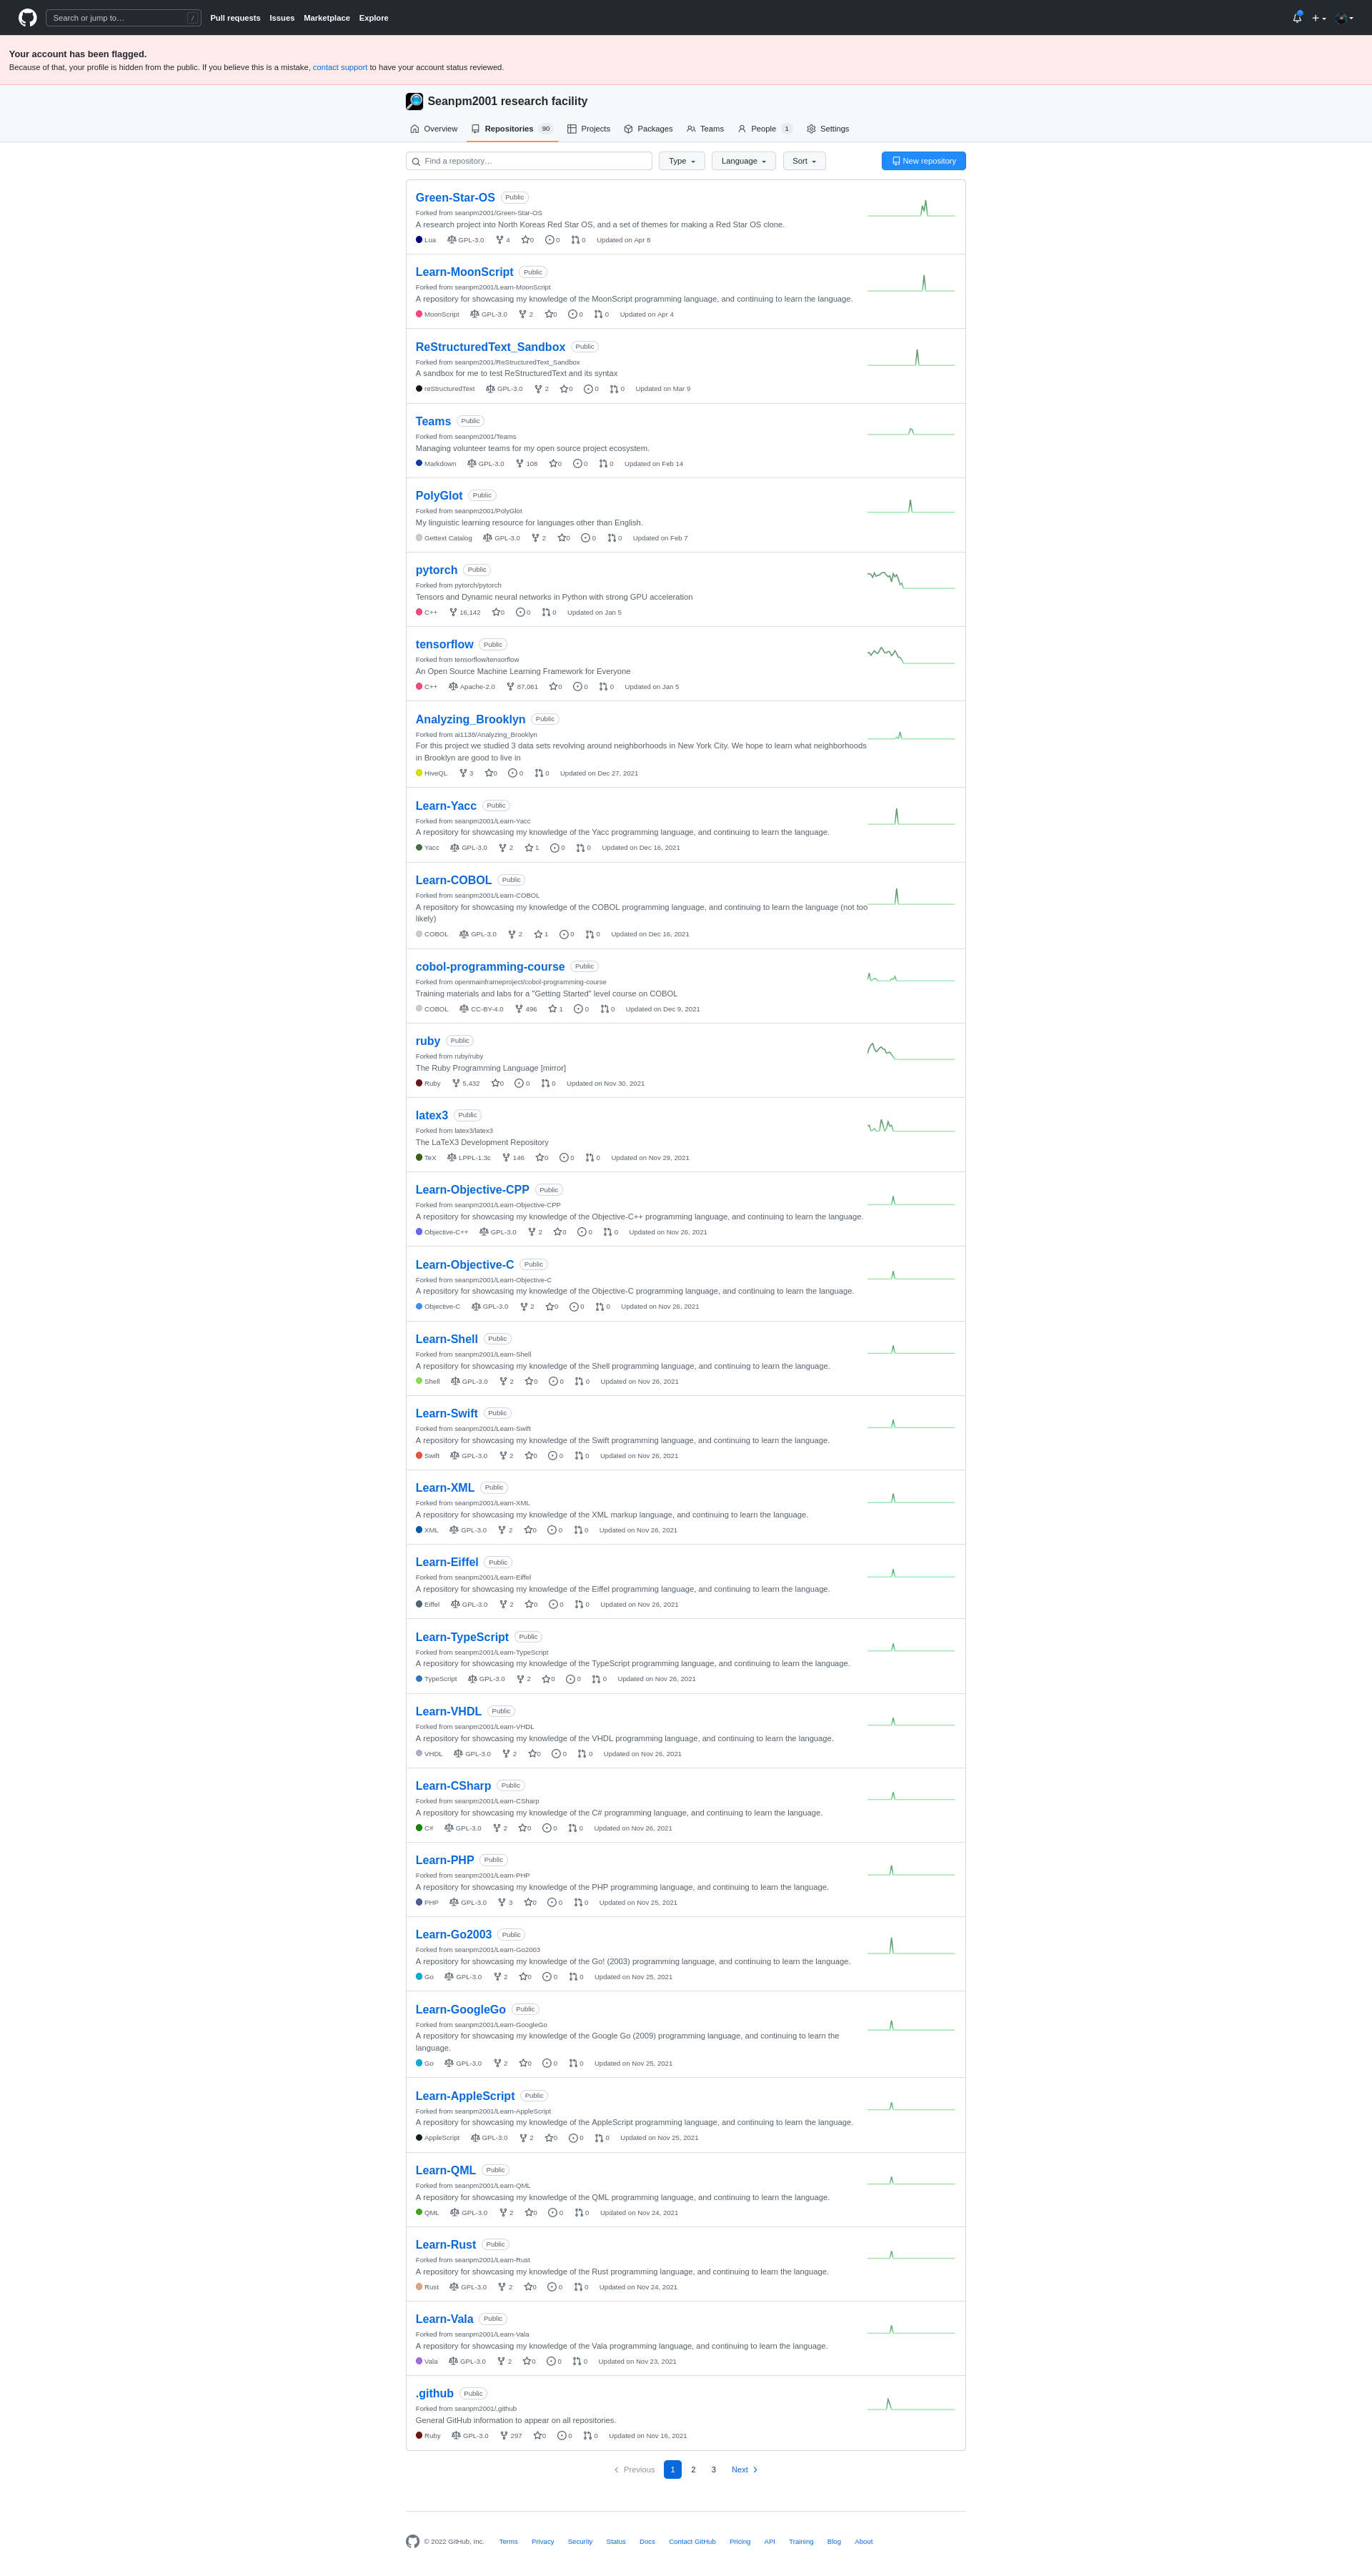 Search or jump to… / Pull requests Issues Marketplace Explore
Your account has been flagged.
Because of that, your profile is hidden from the public. If you believe this is a mistake, contact support to have your account status reviewed.
Seanpm2001 research facility
Overview Repositories 90 Projects Packages Teams People 1 Settings
Find a repository… Type Language Sort New repository
Green-Star-OS Public
Forked from seanpm2001/Green-Star-OS
A research project into North Koreas Red Star OS, and a set of themes for making a Red Star OS clone.
Lua GPL-3.0 4 0 0 0 Updated on Apr 8
Learn-MoonScript Public
Forked from seanpm2001/Learn-MoonScript
A repository for showcasing my knowledge of the MoonScript programming language, and continuing to learn the language.
MoonScript GPL-3.0 2 0 0 0 Updated on Apr 4
ReStructuredText_Sandbox Public
Forked from seanpm2001/ReStructuredText_Sandbox
A sandbox for me to test ReStructuredText and its syntax
reStructuredText GPL-3.0 2 0 0 0 Updated on Mar 9
Teams Public
Forked from seanpm2001/Teams
Managing volunteer teams for my open source project ecosystem.
Markdown GPL-3.0 108 0 0 0 Updated on Feb 14
PolyGlot Public
Forked from seanpm2001/PolyGlot
My linguistic learning resource for languages other than English.
Gettext Catalog GPL-3.0 2 0 0 0 Updated on Feb 7
pytorch Public
Forked from pytorch/pytorch
Tensors and Dynamic neural networks in Python with strong GPU acceleration
C++ 16,142 0 0 0 Updated on Jan 5
tensorflow Public
Forked from tensorflow/tensorflow
An Open Source Machine Learning Framework for Everyone
C++ Apache-2.0 87,061 0 0 0 Updated on Jan 5
Analyzing_Brooklyn Public
Forked from ai1138/Analyzing_Brooklyn
For this project we studied 3 data sets revolving around neighborhoods in New York City. We hope to learn what neighborhoods
in Brooklyn are good to live in
HiveQL 3 0 0 0 Updated on Dec 27, 2021
Learn-Yacc Public
Forked from seanpm2001/Learn-Yacc
A repository for showcasing my knowledge of the Yacc programming language, and continuing to learn the language.
Yacc GPL-3.0 2 1 0 0 Updated on Dec 16, 2021
Learn-COBOL Public
Forked from seanpm2001/Learn-COBOL
A repository for showcasing my knowledge of the COBOL programming language, and continuing to learn the language (not too
likely)
COBOL GPL-3.0 2 1 0 0 Updated on Dec 16, 2021
cobol-programming-course Public
Forked from openmainframeproject/cobol-programming-course
Training materials and labs for a "Getting Started" level course on COBOL
COBOL CC-BY-4.0 496 1 0 0 Updated on Dec 9, 2021
ruby Public
Forked from ruby/ruby
The Ruby Programming Language [mirror]
Ruby 5,432 0 0 0 Updated on Nov 30, 2021
latex3 Public
Forked from latex3/latex3
The LaTeX3 Development Repository
TeX LPPL-1.3c 146 0 0 0 Updated on Nov 29, 2021
Learn-Objective-CPP Public
Forked from seanpm2001/Learn-Objective-CPP
A repository for showcasing my knowledge of the Objective-C++ programming language, and continuing to learn the language.
Objective-C++ GPL-3.0 2 0 0 0 Updated on Nov 26, 2021
Learn-Objective-C Public
Forked from seanpm2001/Learn-Objective-C
A repository for showcasing my knowledge of the Objective-C programming language, and continuing to learn the language.
Objective-C GPL-3.0 2 0 0 0 Updated on Nov 26, 2021
Learn-Shell Public
Forked from seanpm2001/Learn-Shell
A repository for showcasing my knowledge of the Shell programming language, and continuing to learn the language.
Shell GPL-3.0 2 0 0 0 Updated on Nov 26, 2021
Learn-Swift Public
Forked from seanpm2001/Learn-Swift
A repository for showcasing my knowledge of the Swift programming language, and continuing to learn the language.
Swift GPL-3.0 2 0 0 0 Updated on Nov 26, 2021
Learn-XML Public
Forked from seanpm2001/Learn-XML
A repository for showcasing my knowledge of the XML markup language, and continuing to learn the language.
XML GPL-3.0 2 0 0 0 Updated on Nov 26, 2021
Learn-Eiffel Public
Forked from seanpm2001/Learn-Eiffel
A repository for showcasing my knowledge of the Eiffel programming language, and continuing to learn the language.
Eiffel GPL-3.0 2 0 0 0 Updated on Nov 26, 2021
Learn-TypeScript Public
Forked from seanpm2001/Learn-TypeScript
A repository for showcasing my knowledge of the TypeScript programming language, and continuing to learn the language.
TypeScript GPL-3.0 2 0 0 0 Updated on Nov 26, 2021
Learn-VHDL Public
Forked from seanpm2001/Learn-VHDL
A repository for showcasing my knowledge of the VHDL programming language, and continuing to learn the language.
VHDL GPL-3.0 2 0 0 0 Updated on Nov 26, 2021
Learn-CSharp Public
Forked from seanpm2001/Learn-CSharp
A repository for showcasing my knowledge of the C# programming language, and continuing to learn the language.
C# GPL-3.0 2 0 0 0 Updated on Nov 26, 2021
Learn-PHP Public
Forked from seanpm2001/Learn-PHP
A repository for showcasing my knowledge of the PHP programming language, and continuing to learn the language.
PHP GPL-3.0 3 0 0 0 Updated on Nov 25, 2021
Learn-Go2003 Public
Forked from seanpm2001/Learn-Go2003
A repository for showcasing my knowledge of the Go! (2003) programming language, and continuing to learn the language.
Go GPL-3.0 2 0 0 0 Updated on Nov 25, 2021
Learn-GoogleGo Public
Forked from seanpm2001/Learn-GoogleGo
A repository for showcasing my knowledge of the Google Go (2009) programming language, and continuing to learn the
language.
Go GPL-3.0 2 0 0 0 Updated on Nov 25, 2021
Learn-AppleScript Public
Forked from seanpm2001/Learn-AppleScript
A repository for showcasing my knowledge of the AppleScript programming language, and continuing to learn the language.
AppleScript GPL-3.0 2 0 0 0 Updated on Nov 25, 2021
Learn-QML Public
Forked from seanpm2001/Learn-QML
A repository for showcasing my knowledge of the QML programming language, and continuing to learn the language.
QML GPL-3.0 2 0 0 0 Updated on Nov 24, 2021
Learn-Rust Public
Forked from seanpm2001/Learn-Rust
A repository for showcasing my knowledge of the Rust programming language, and continuing to learn the language.
Rust GPL-3.0 2 0 0 0 Updated on Nov 24, 2021
Learn-Vala Public
Forked from seanpm2001/Learn-Vala
A repository for showcasing my knowledge of the Vala programming language, and continuing to learn the language.
Vala GPL-3.0 2 0 0 0 Updated on Nov 23, 2021
.github Public
Forked from seanpm2001/.github
General GitHub information to appear on all repositories.
Ruby GPL-3.0 297 0 0 0 Updated on Nov 16, 2021
Previous 1 2 3 Next
© 2022 GitHub, Inc. Terms Privacy Security Status Docs Contact GitHub Pricing API Training Blog About